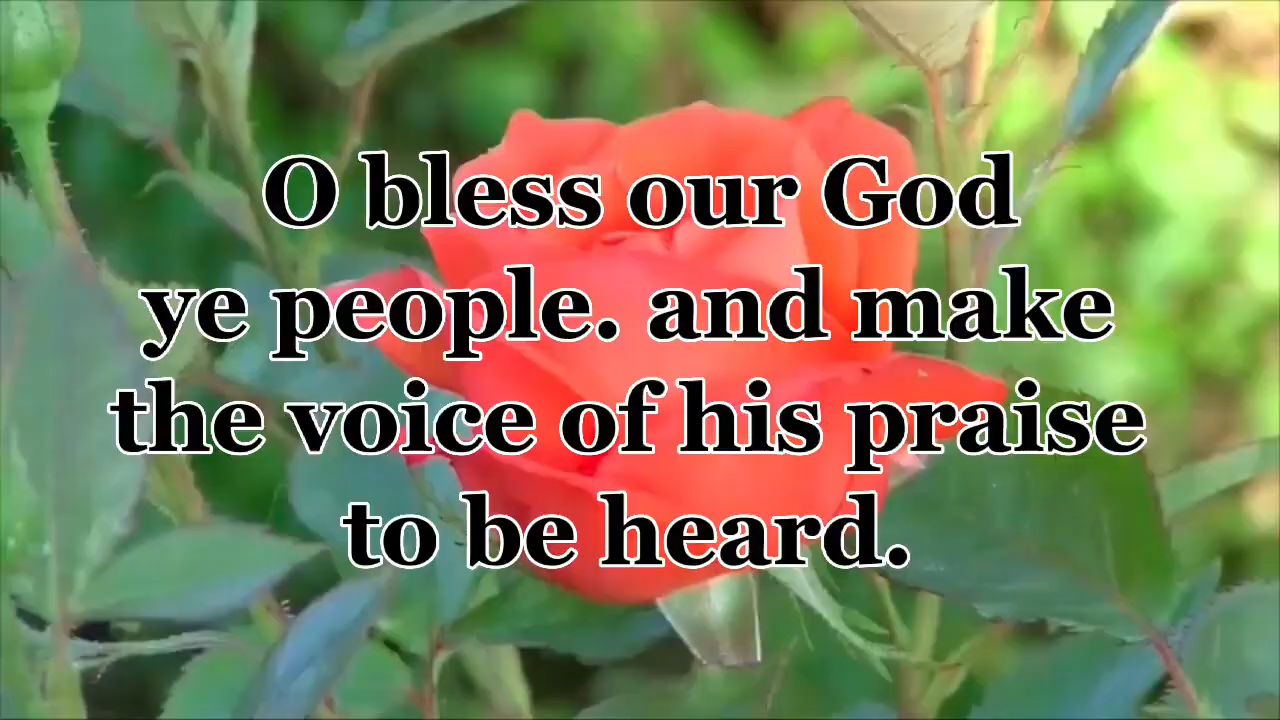 O bless our God
ye people. and make
the voice of his praise
to be heard.